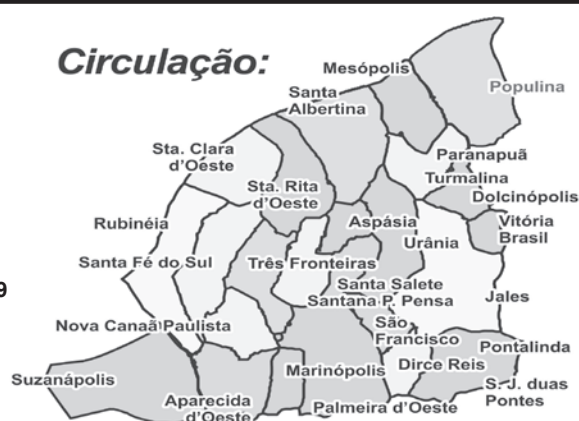 Circulação:
Mesópolis
Populina
Santa
Albertina
Sta. Clara
d'Oeste
Paranapuã
Turmalina
Sta. Rita
d'Oeste
Dolcinópolis
Rubinéia
Aspásia
Vitória
Brasil
Urânia
Santa Fé do Sul
Três Fronteiras
Santa Salete
Santana P. Pensa
Jales
9
Nova Canaã Paulista
São
Francisco
Pontalinda
Marinópolis
Dirce Reis
Suzanápolis
S. J. duas
Pontes
Aparecida
d'Oeste
Palmeira d'Oeste